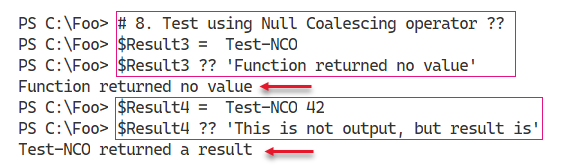 PS C:\Foo> # 8. Test using Null Coalescing operator ??
PS C:\Foo> $Result3 =  Test-NCO
PS C:\Foo> $Result3 ?? 'Function returned no value'
Function returned no value
PS C:\Foo> $Result4 =  Test-NCO 42
PS C:\Foo> $Result4 ?? 'This is not output, but result is'
Test-NCO returned a result